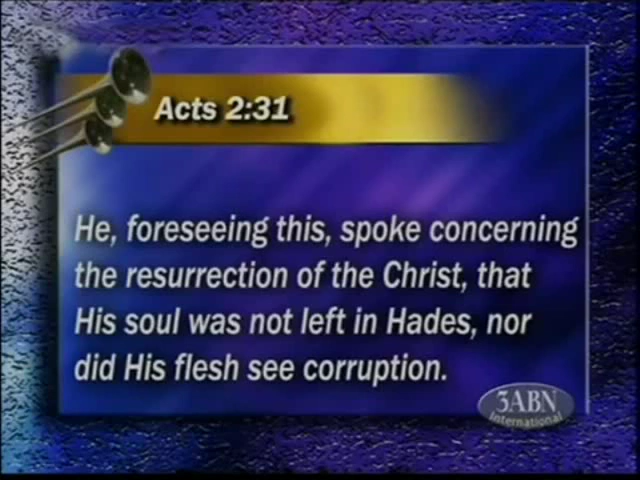 Acts 2:31
He, foreseeing this, spoke concerning
the resurrection of the Christ, that
His soul was not left in Hades, nor
did His flesh see corruption.
3ABN
International